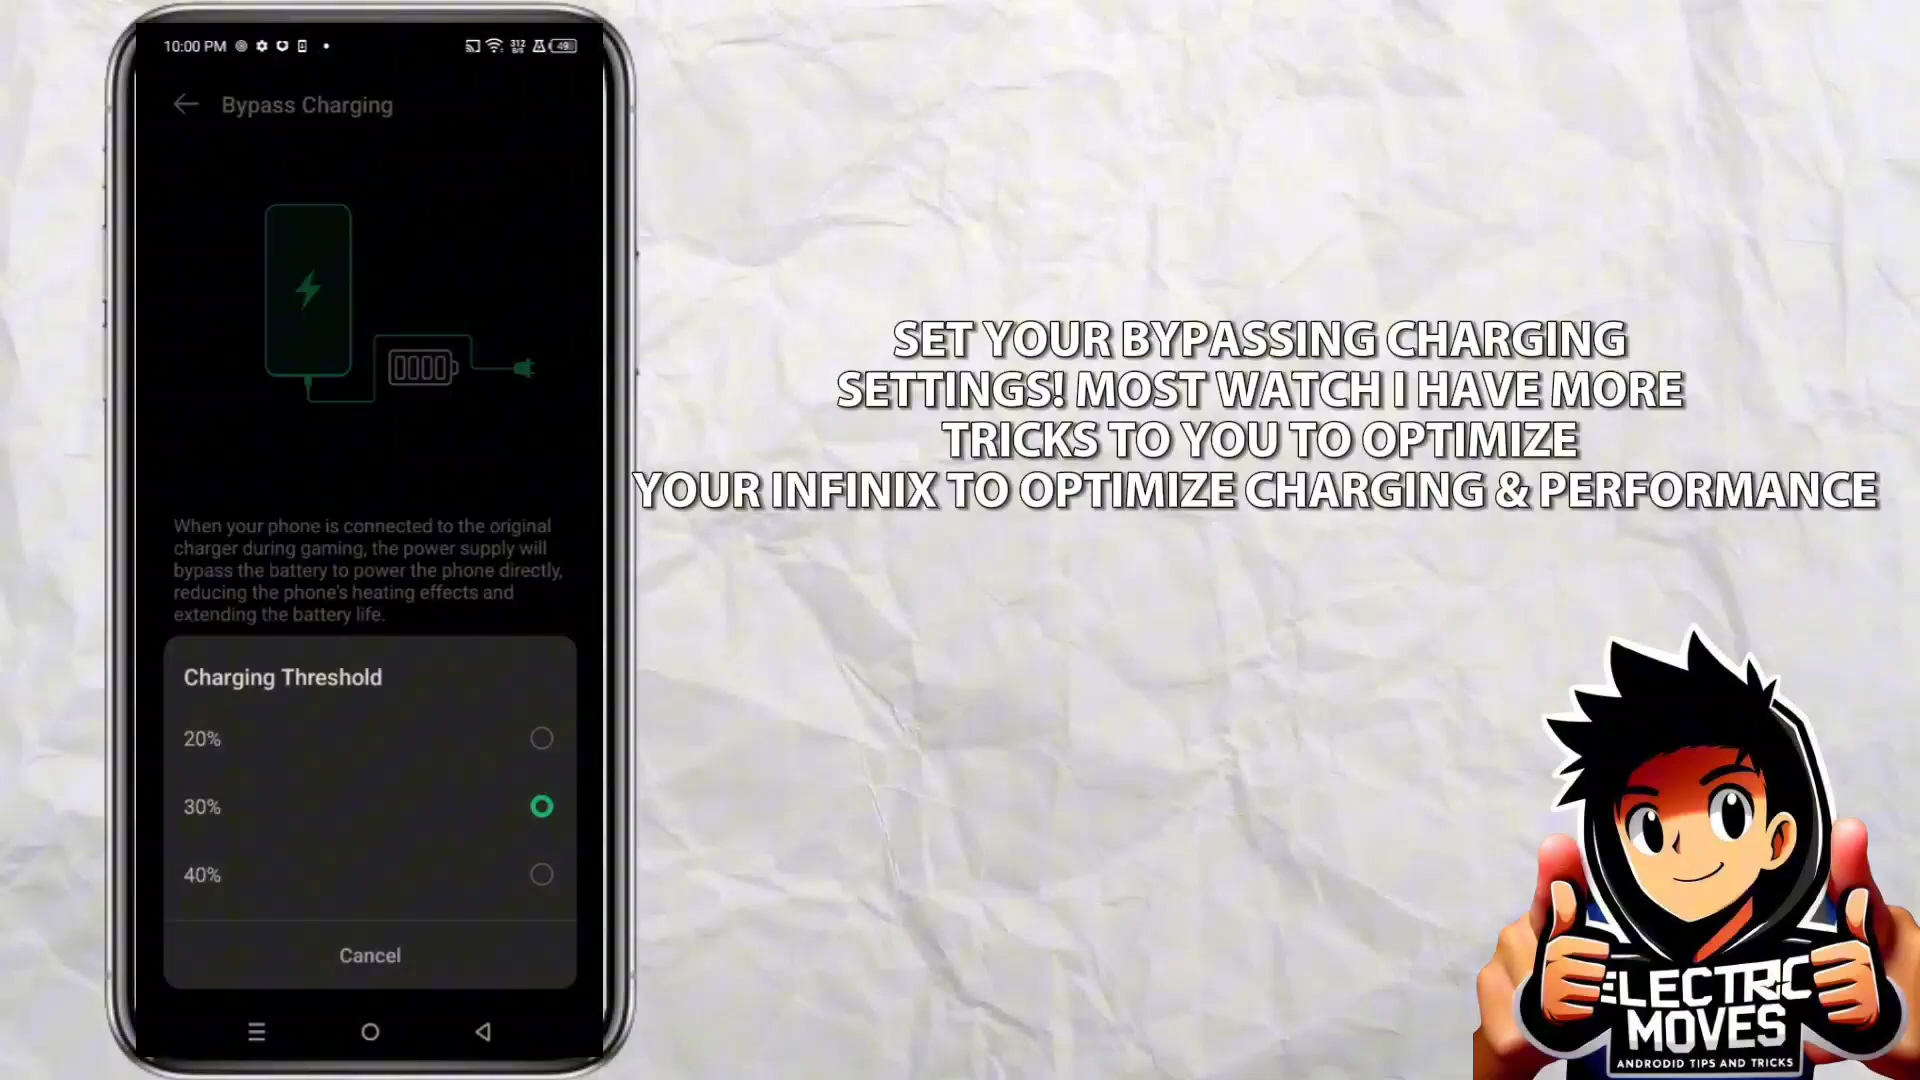 10:00 PM
312
B/S
49
Bypass Charging
When your phone is connected to the original
charger during gaming, the power supply will
bypass the battery to power the phone directly,
reducing the phone's heating effects and
extending the battery life.
Charging Threshold
20%
30%
40%
Cancel
SET YOUR BYPASSING CHARGING
SETTINGS! MOST WATCH I HAVE MORE
TRICKS TO YOU TO OPTIMIZE
YOUR INFINIX TO OPTIMIZE CHARGING & PERFORMANCE
ELECTRIC
MOVES
ANDRODID TIPS AND TRICKS